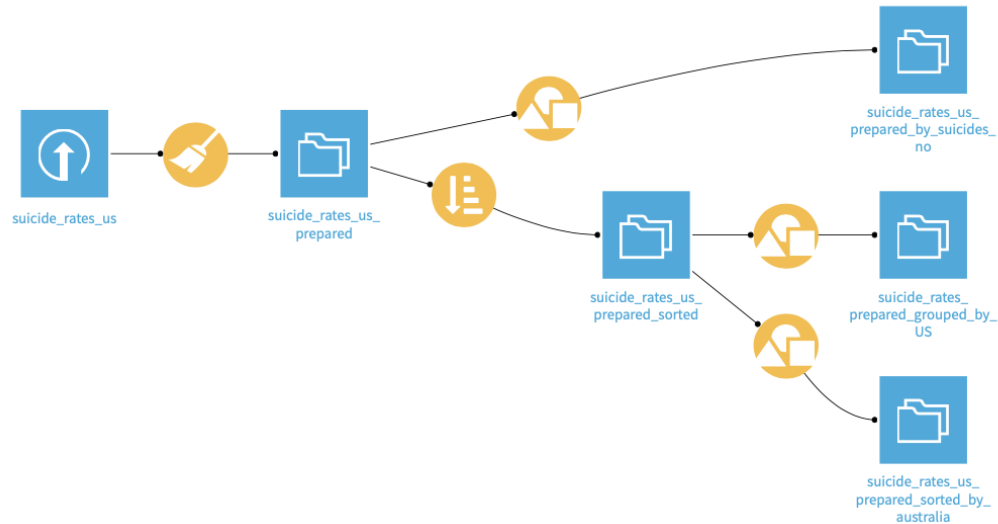 suicide_rates_us
suicide_rates_us_
prepared
suicide_rates_us_
prepared_by_suicides_
no
suicide_rates_us_
prepared_sorted
suicide_rates_
prepared_grouped_by_
US
suicide_rates_us_
prepared_sorted_by_
australia